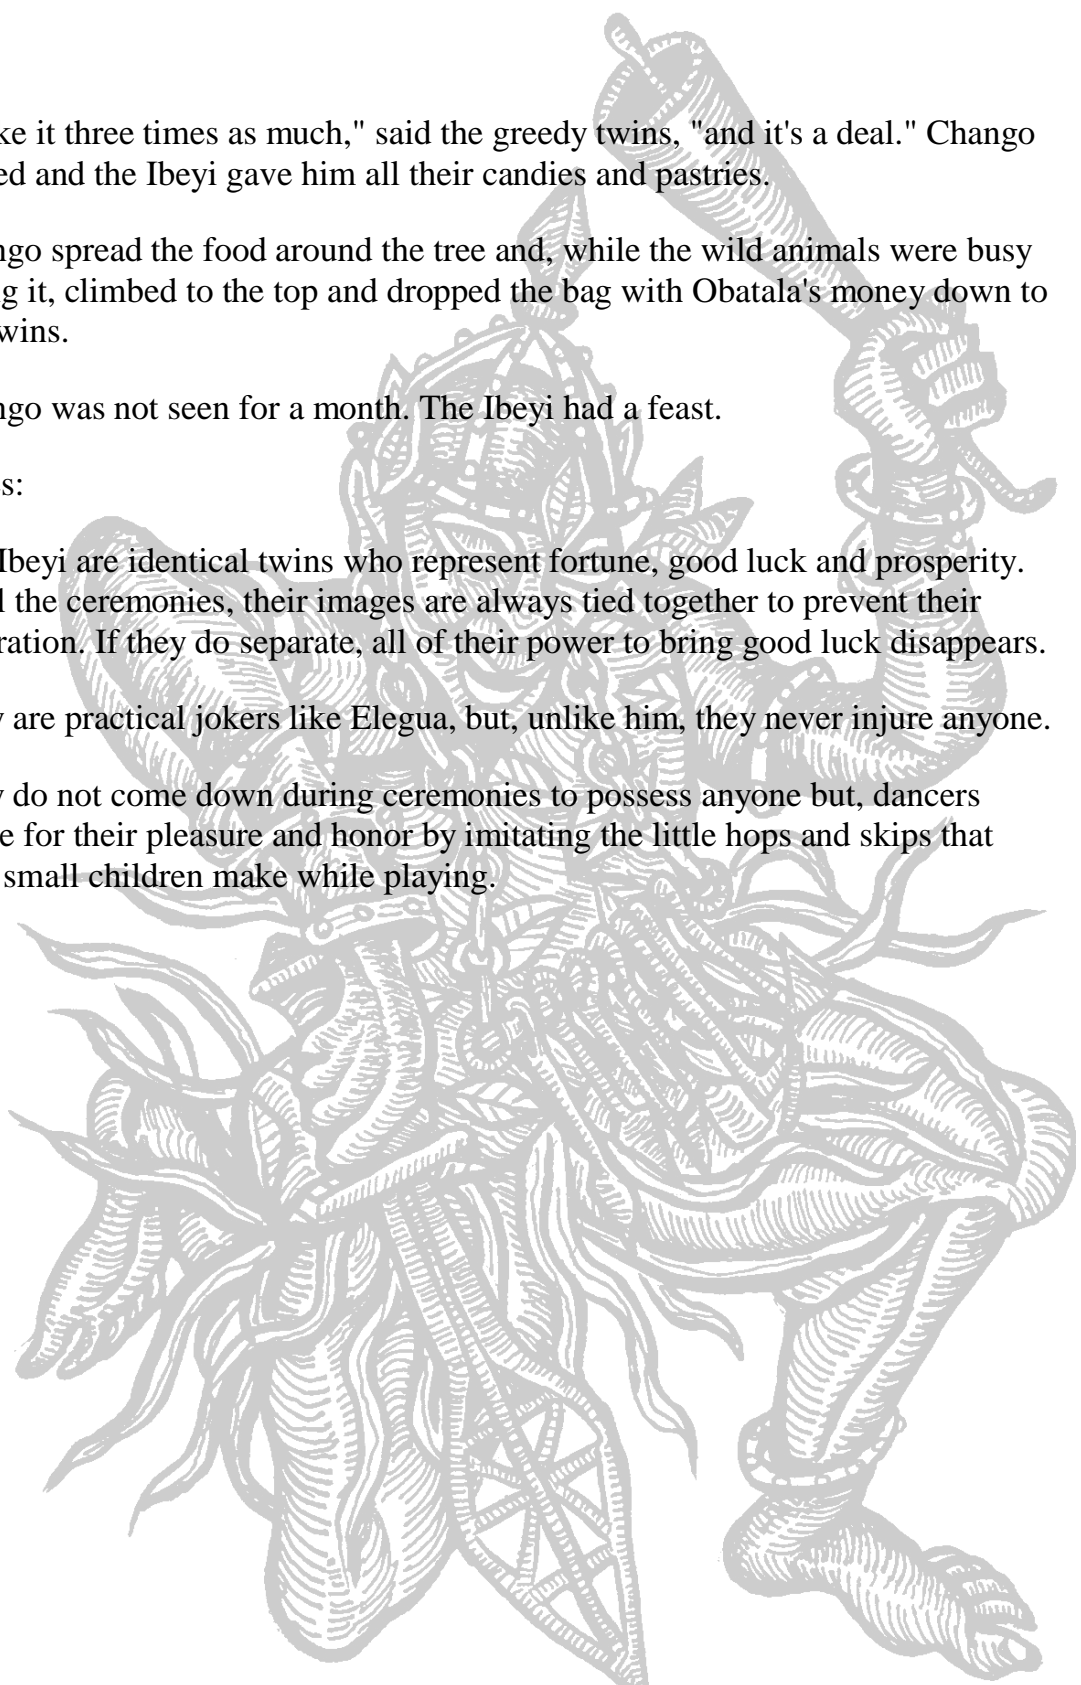 ke it three times as much," said the greedy twins, "and it's a deal." Chango
ed and the Ibeyi gave him all their candies and pastries.
ngo spread the food around the tree and, while the wild animals were busy
g it, climbed to the top and dropped the bag with Obatala's money down to
wins.
ngo was not seen for a month. The Ibeyi had a feast.
s:
Ibeyi are identical twins who represent fortune, good luck and prosperity.
l the ceremonies, their images are always tied together to prevent their
ration. If they do separate, all of their power to bring good luck disappears.
y are practical jokers like Elegua, but, unlike him, they never injure anyone.
y do not come down during ceremonies to possess anyone but, dancers
e for their pleasure and honor by imitating the little hops and skips that
small children make while playing.